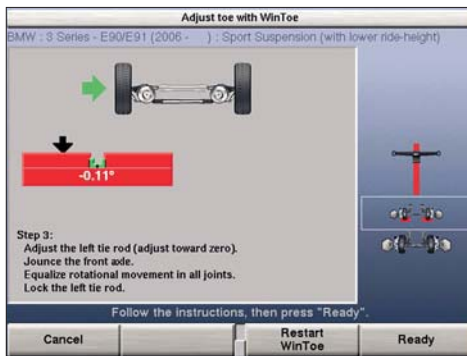 Adjust toe with WinToe
BMW : 3 Series - E90/E91 (2006 -     ) : Sport Suspension (with lower ride-height)
-0.11°
Step 3:
Adjust the left tie rod (adjust toward zero).
Jounce the front axle.
Equalize rotational movement in all joints.
Lock the left tie rod.
Follow the instructions, then press "Ready".
Cancel
Restart
WinToe
Ready